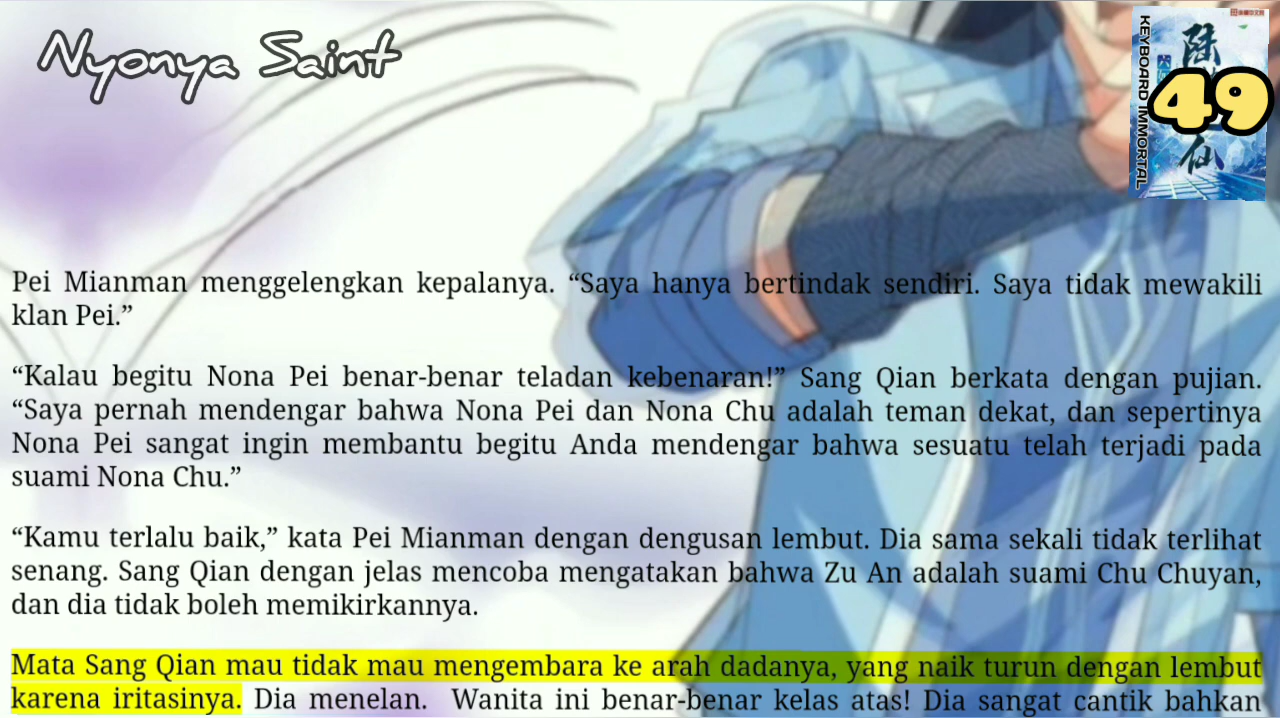 Nyonya Saint
KEYBOARD IMMORTAL
陆
仙
49
Pei Mianman menggelengkan kepalanya. “Saya hanya bertindak sendiri. Saya tidak mewakili
klan Pei.”
“Kalau begitu Nona Pei benar-benar teladan kebenaran!” Sang Qian berkata dengan pujian.
“Saya pernah mendengar bahwa Nona Pei dan Nona Chu adalah teman dekat, dan sepertinya
Nona Pei sangat ingin membantu begitu Anda mendengar bahwa sesuatu telah terjadi pada
suami Nona Chu.”
“Kamu terlalu baik,” kata Pei Mianman dengan dengusan lembut. Dia sama sekali tidak terlihat
senang. Sang Qian dengan jelas mencoba mengatakan bahwa Zu An adalah suami Chu Chuyan,
dan dia tidak boleh memikirkannya.
Mata Sang Qian mau tidak mau mengembara ke arah dadanya, yang naik turun dengan lembut
karena iritasinya. Dia menelan. Wanita ini benar-benar kelas atas! Dia sangat cantik bahkan